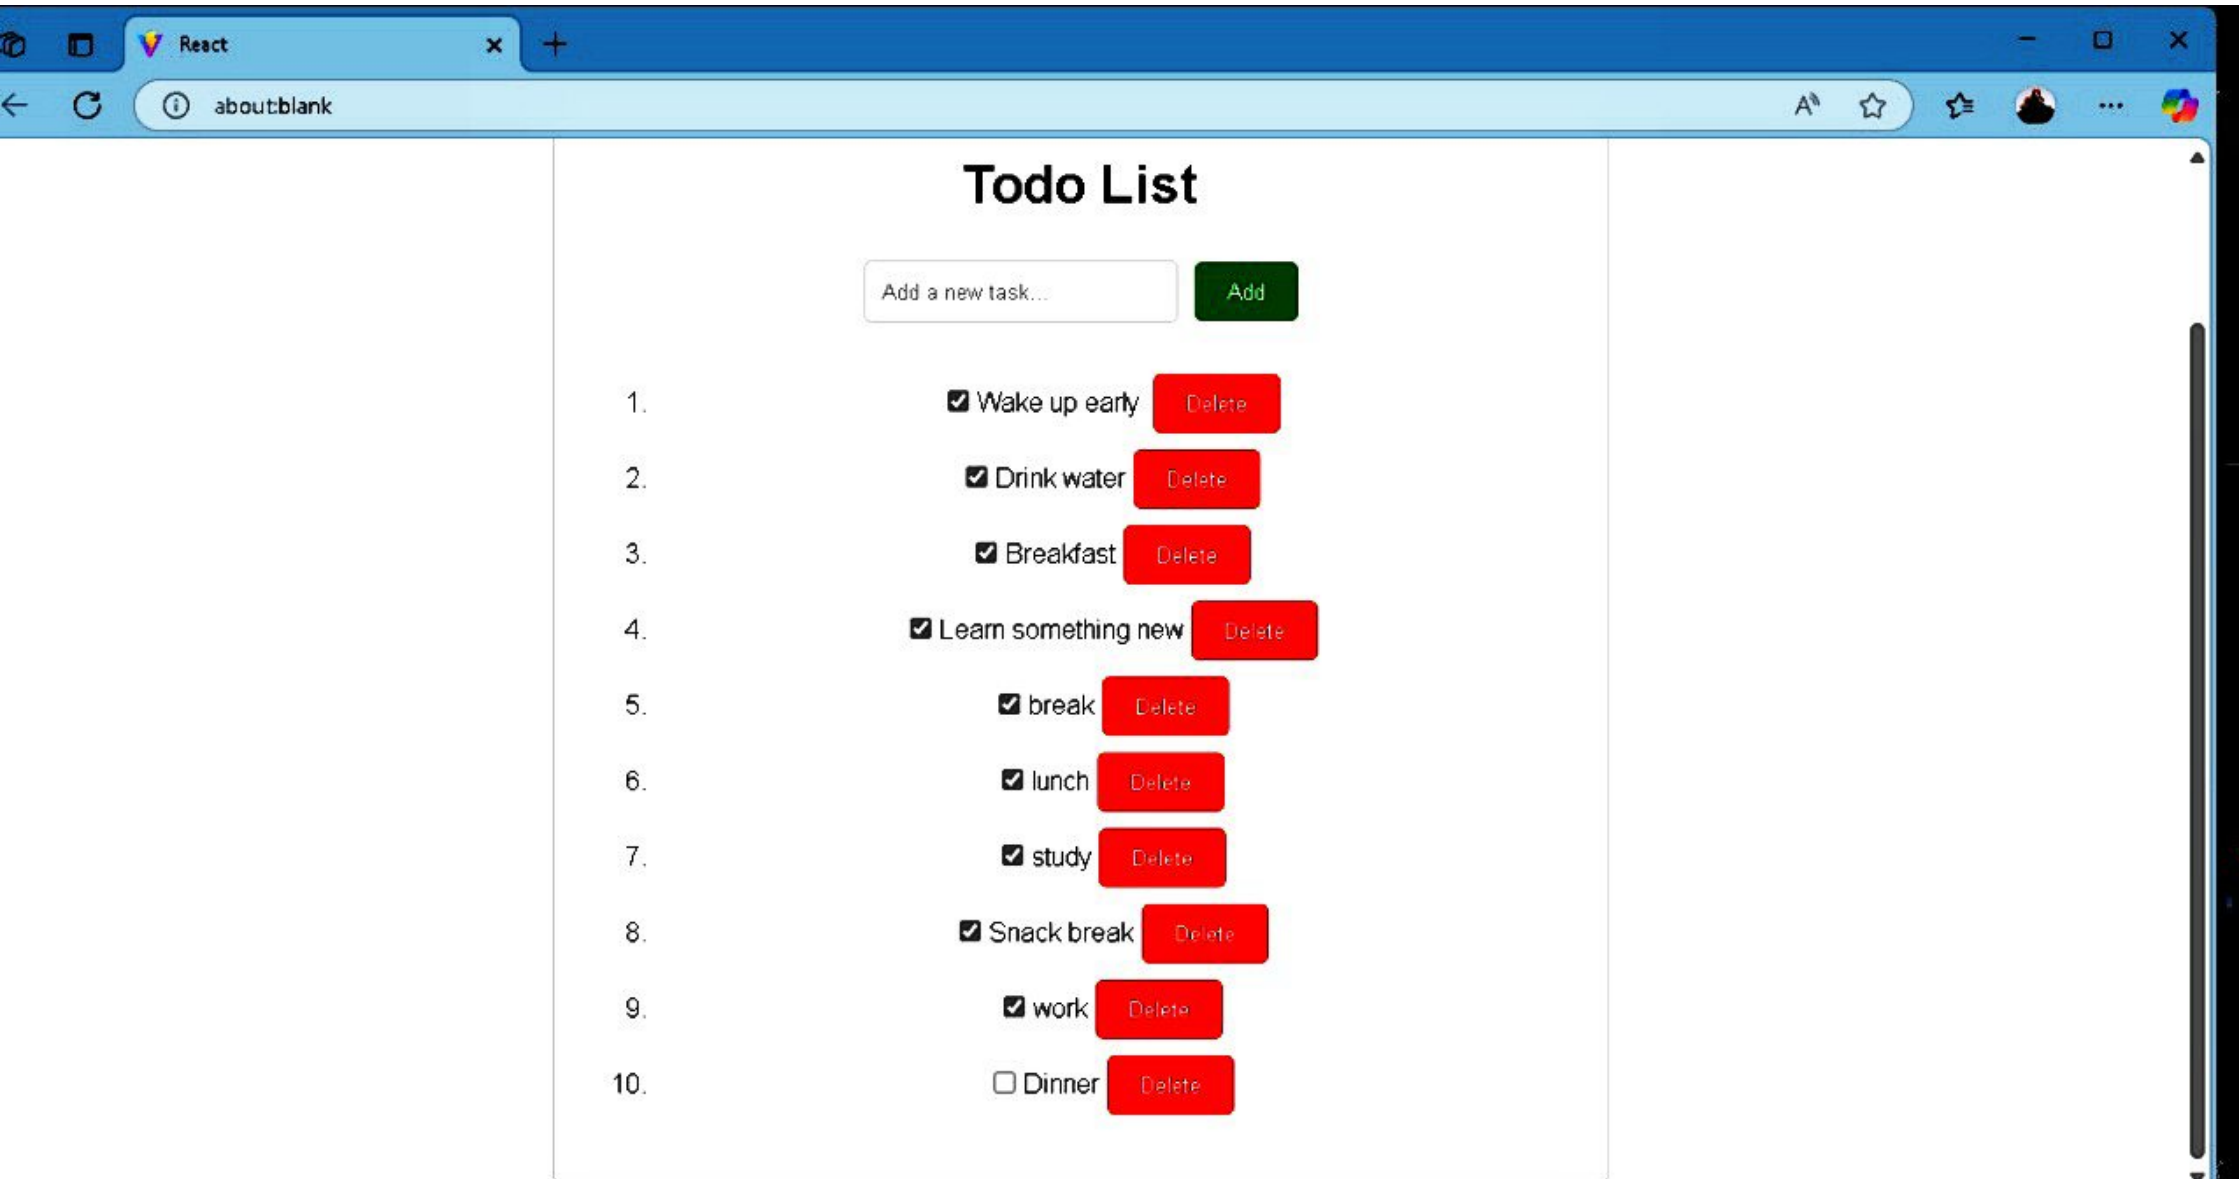 React
about:blank
Todo List
Add a new task... Add
1. Wake up early Delete
2. Drink water Delete
3. Breakfast Delete
4. Learn something new Delete
5. break Delete
6. lunch Delete
7. study Delete
8. Snack break Delete
9. work Delete
10. Dinner Delete